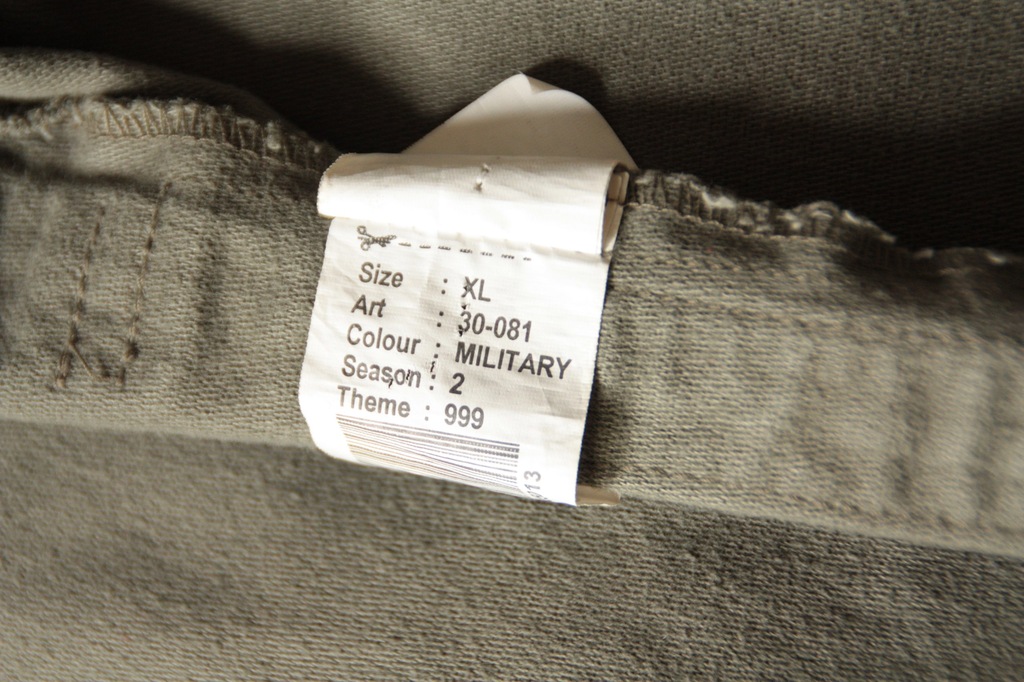 Size : XL
Art : 30-081
Colour : MILITARY
Season : 2
Theme : 999